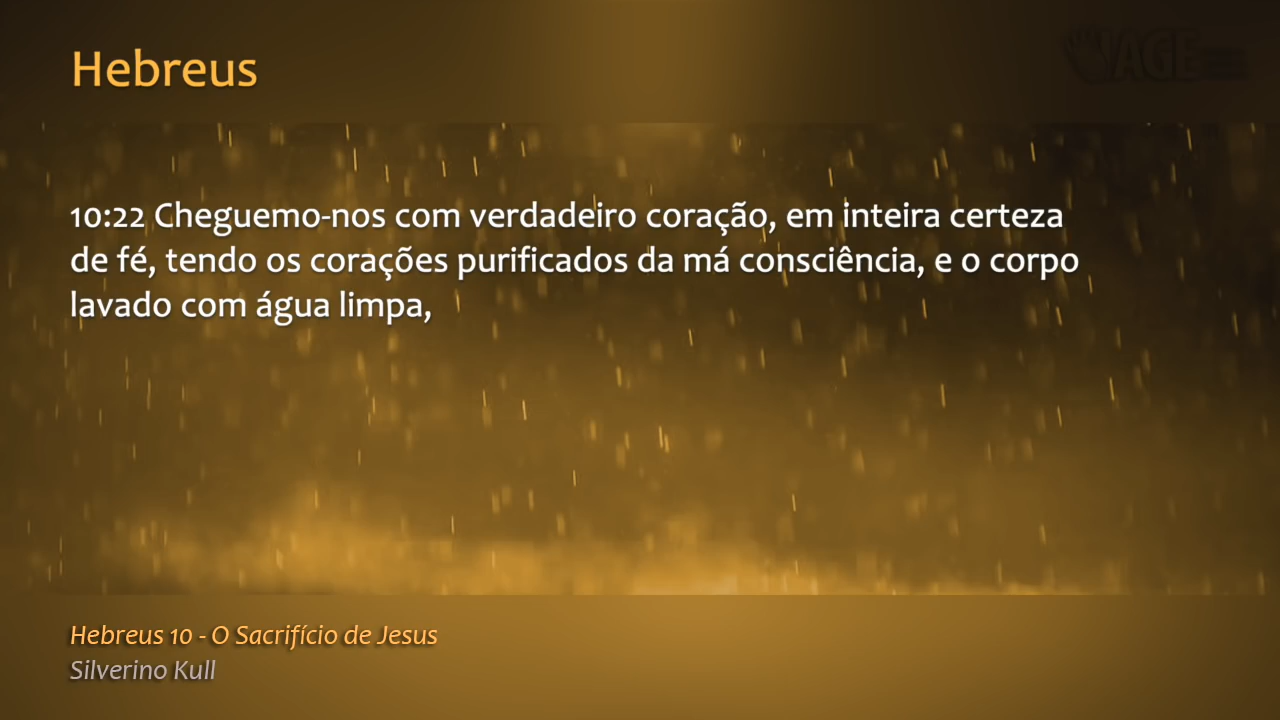 Hebreus
IAGE
10:22 Cheguemo-nos com verdadeiro coração, em inteira certeza
de fé, tendo os corações purificados da má consciência, e o corpo
lavado com água limpa,
Hebreus 10 - O Sacrifício de Jesus
Silverino Kull